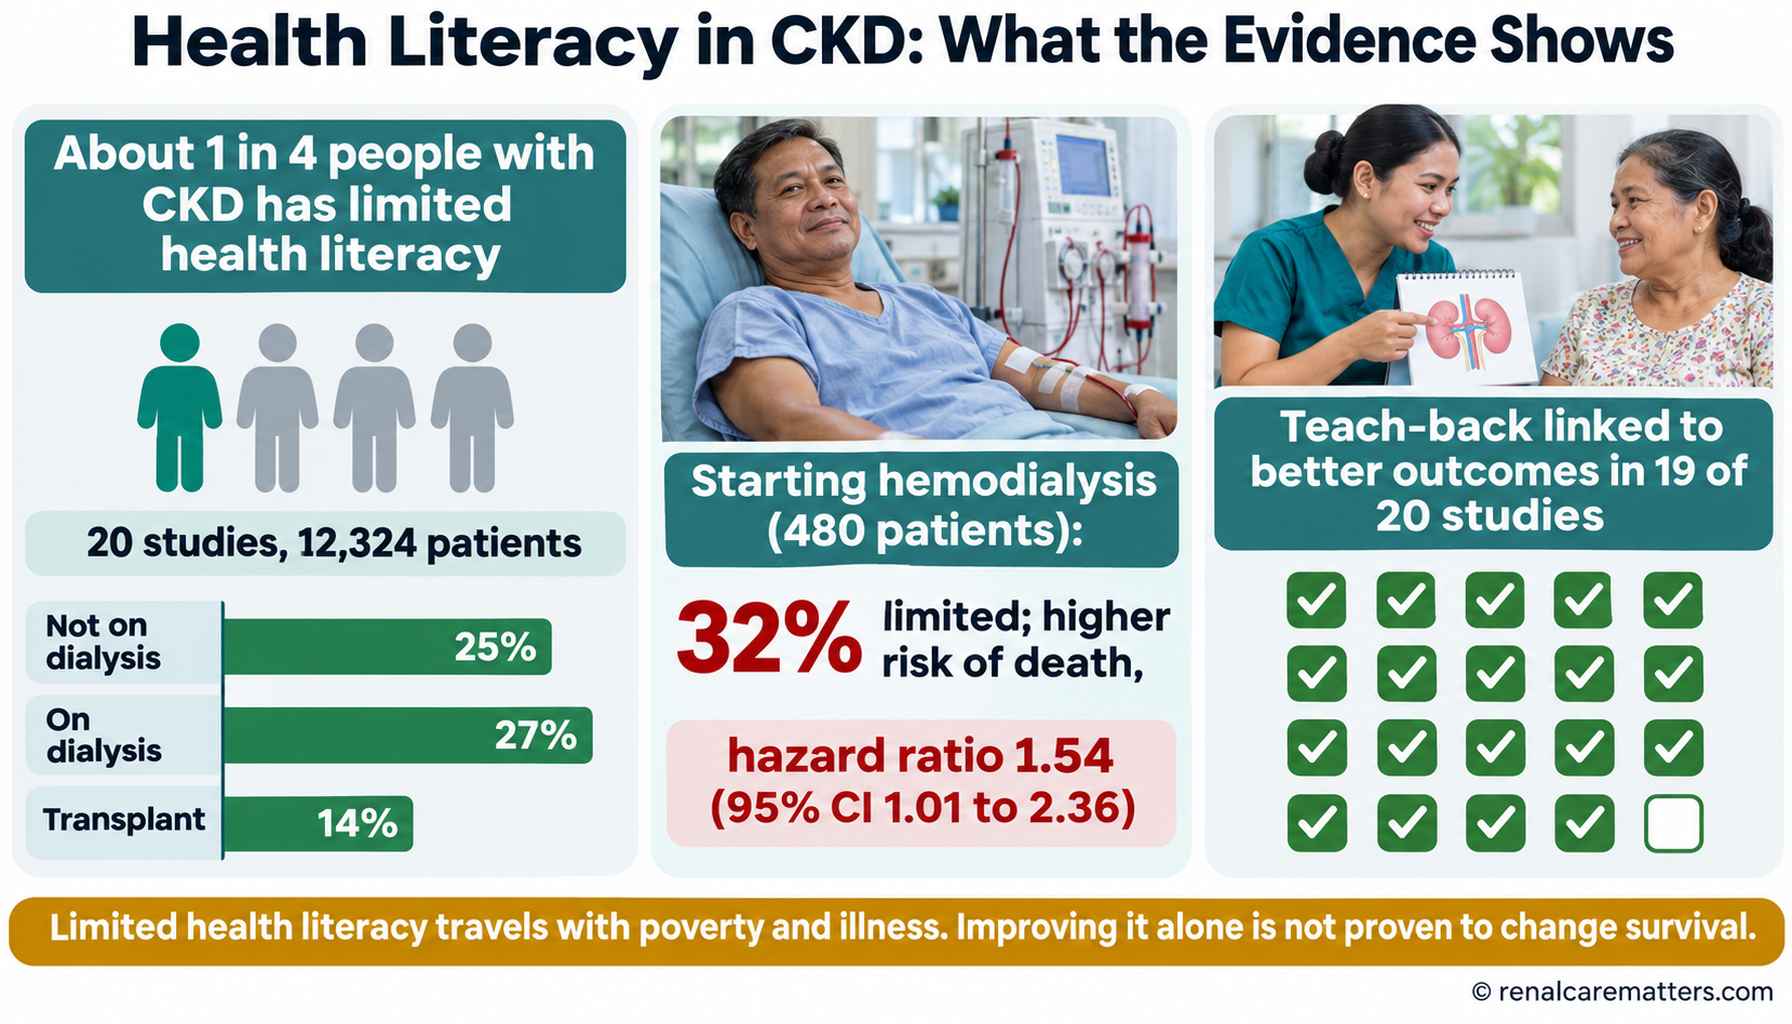 Health Literacy in CKD: What the Evidence Shows
About 1 in 4 people with
CKD has limited
health literacy
20 studies, 12,324 patients
Not on
dialysis
25%
On
dialysis
27%
Transplant
14%
Starting hemodialysis
(480 patients):
32%
limited; higher
risk of death,
hazard ratio 1.54
(95% CI 1.01 to 2.36)
Teach-back linked to
better outcomes in 19 of
20 studies
Limited health literacy travels with poverty and illness. Improving it alone is not proven to change survival.
© renalcarematters.com